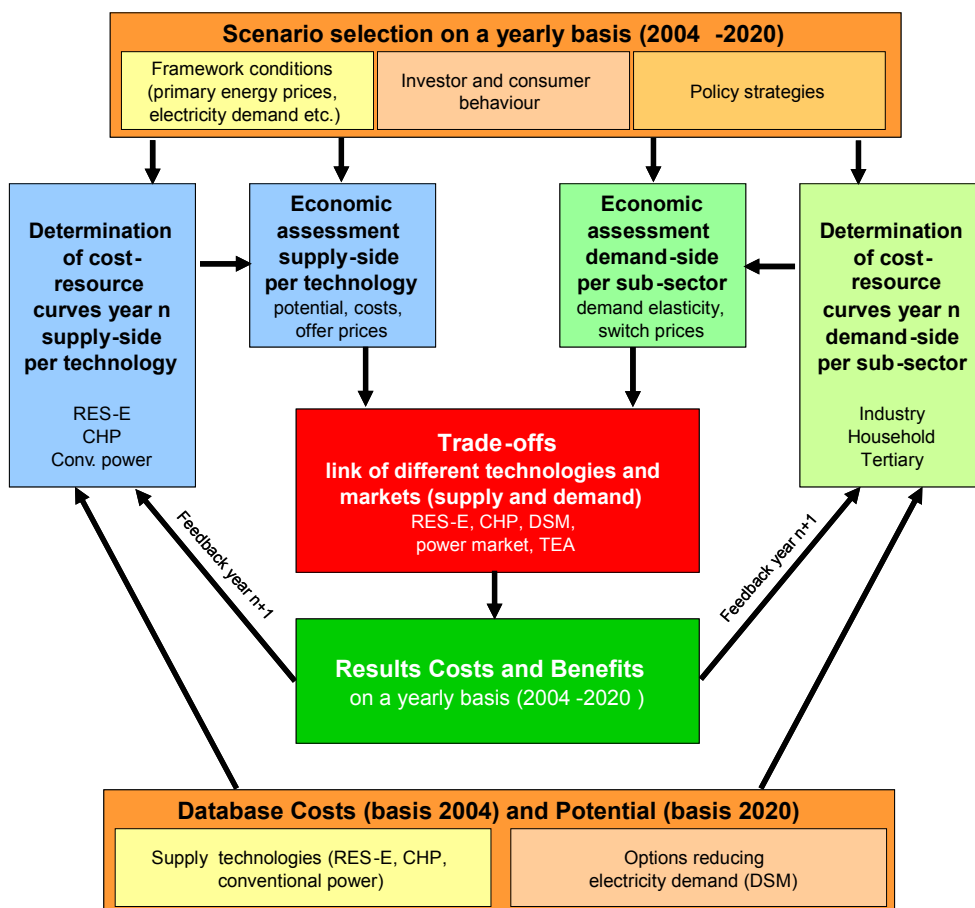 Scenario selection on a yearly basis (2004 -2020)
Framework conditions
(primary energy prices,
electricity demand etc.)
Investor and consumer
behaviour
Policy strategies
Determination
of cost-
resource
curves year n
supply-side
per technology
RES-E
CHP
Conv. power
Economic
assessment
supply-side
per technology
potential, costs,
offer prices
Economic
assessment
demand-side
per sub-sector
demand elasticity,
switch prices
Determination
of cost-
resource
curves year n
demand-side
per sub-sector
Industry
Household
Tertiary
Trade-offs
link of different technologies and
markets (supply and demand)
RES-E, CHP, DSM,
power market, TEA
Feedback year n+1
Feedback year n+1
Results Costs and Benefits
on a yearly basis (2004 -2020 )
Database Costs (basis 2004) and Potential (basis 2020)
Supply technologies (RES-E, CHP,
conventional power)
Options reducing
electricity demand (DSM)